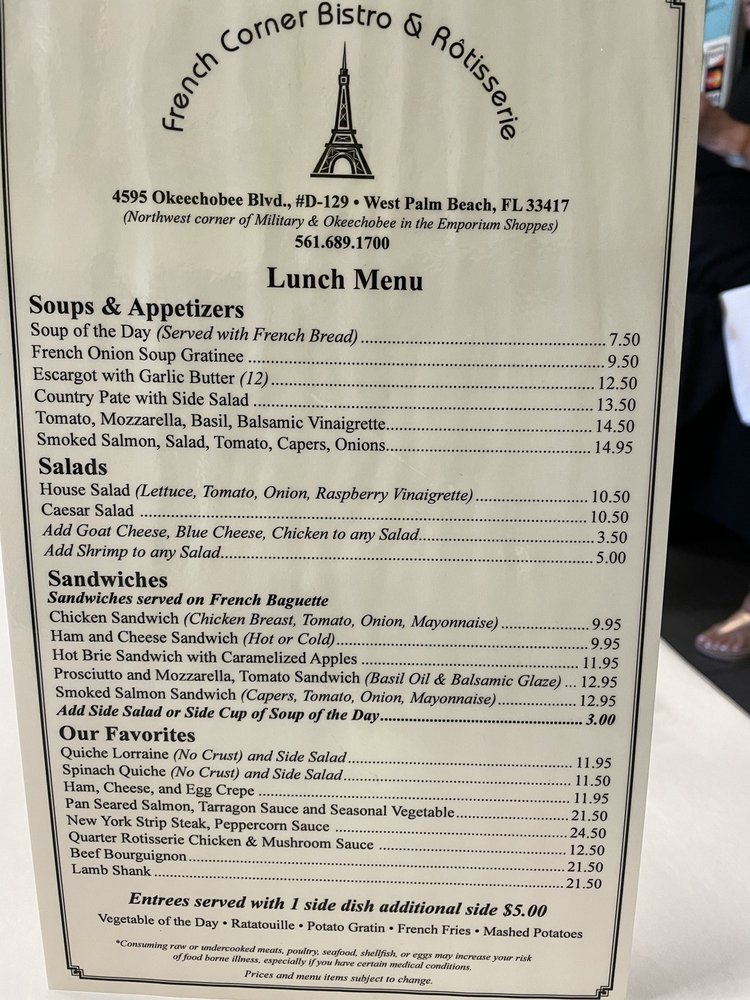 French Corner Bistro & Rôtisserie
4595 Okeechobee Blvd., #D-129 • West Palm Beach, FL 33417
(Northwest corner of Military & Okeechobee in the Emporium Shoppes)
561.689.1700
Lunch Menu
Soups & Appetizers
Soup of the Day (Served with French Bread) 7.50
French Onion Soup Gratinee 9.50
Escargot with Garlic Butter (12) 12.50
Country Pate with Side Salad 13.50
Tomato, Mozzarella, Basil, Balsamic Vinaigrette 14.50
Smoked Salmon, Salad, Tomato, Capers, Onions 14.95
Salads
House Salad (Lettuce, Tomato, Onion, Raspberry Vinaigrette) 10.50
Caesar Salad 10.50
Add Goat Cheese, Blue Cheese, Chicken to any Salad 3.50
Add Shrimp to any Salad 5.00
Sandwiches
Sandwiches served on French Baguette
Chicken Sandwich (Chicken Breast, Tomato, Onion, Mayonnaise) 9.95
Ham and Cheese Sandwich (Hot or Cold) 9.95
Hot Brie Sandwich with Caramelized Apples 11.95
Prosciutto and Mozzarella, Tomato Sandwich (Basil Oil & Balsamic Glaze) 12.95
Smoked Salmon Sandwich (Capers, Tomato, Onion, Mayonnaise) 12.95
Add Side Salad or Side Cup of Soup of the Day 3.00
Our Favorites
Quiche Lorraine (No Crust) and Side Salad 11.95
Spinach Quiche (No Crust) and Side Salad 11.50
Ham, Cheese, and Egg Crepe 11.95
Pan Seared Salmon, Tarragon Sauce and Seasonal Vegetable 21.50
New York Strip Steak, Peppercorn Sauce 24.50
Quarter Rotisserie Chicken & Mushroom Sauce 12.50
Beef Bourguignon 21.50
Lamb Shank 21.50
Entrees served with 1 side dish additional side $5.00
Vegetable of the Day • Ratatouille • Potato Gratin • French Fries • Mashed Potatoes
*Consuming raw or undercooked meats, poultry, seafood, shellfish, or eggs may increase your risk
of food borne illness, especially if you have certain medical conditions.
Prices and menu items subject to change.